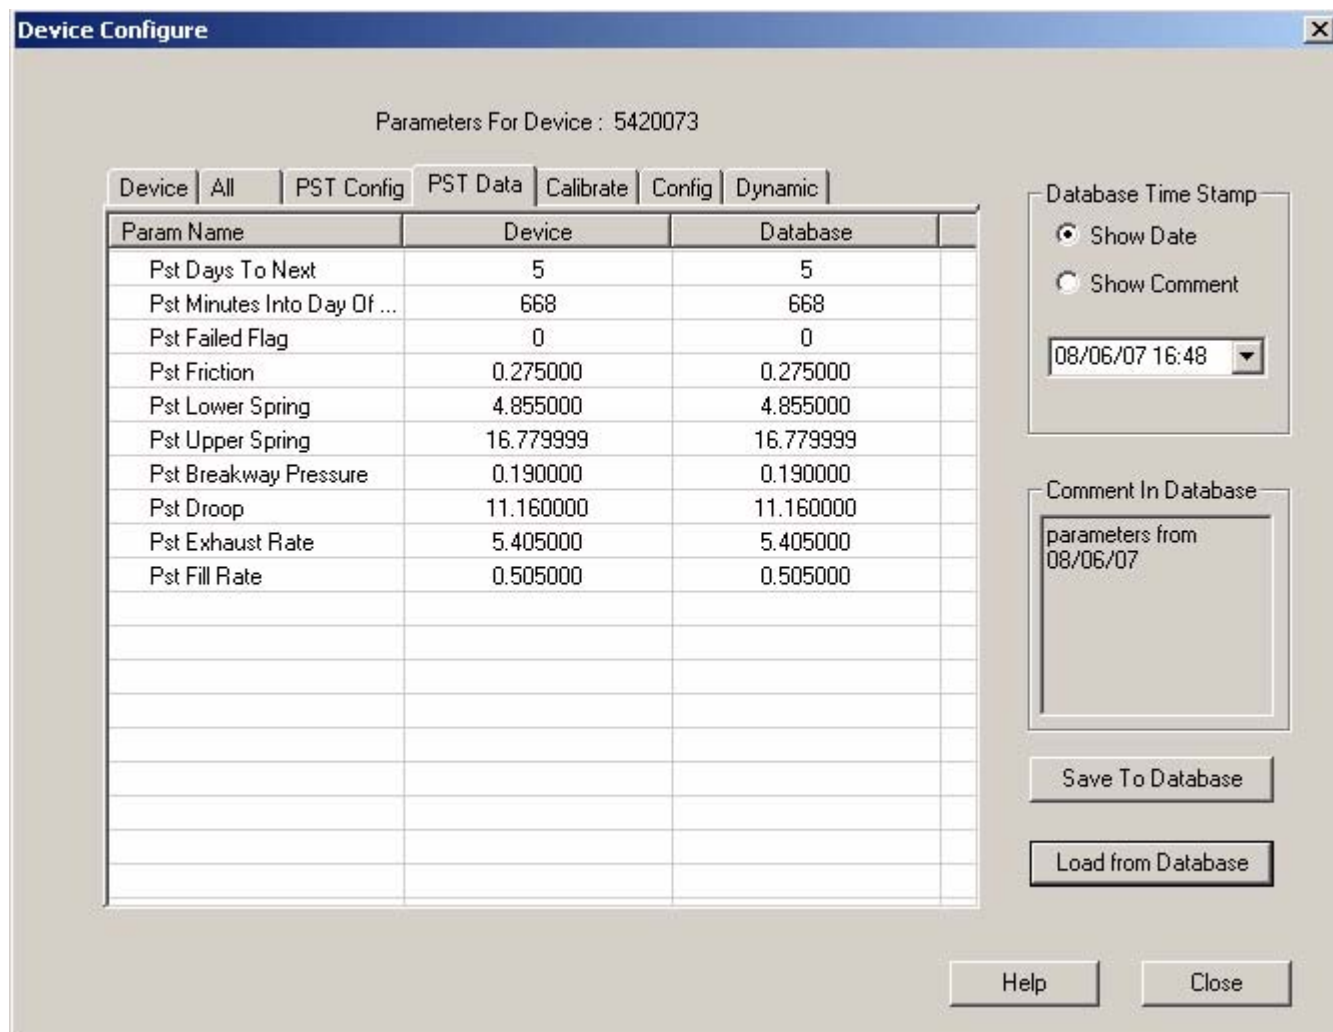 Device Configure
Parameters For Device : 5420073
Device All PST Config PST Data Calibrate Config Dynamic
Param Name Device Database
Pst Days To Next 5 5
Pst Minutes Into Day Of ... 668 668
Pst Failed Flag 0 0
Pst Friction 0.275000 0.275000
Pst Lower Spring 4.855000 4.855000
Pst Upper Spring 16.779999 16.779999
Pst Breakway Pressure 0.190000 0.190000
Pst Droop 11.160000 11.160000
Pst Exhaust Rate 5.405000 5.405000
Pst Fill Rate 0.505000 0.505000
Database Time Stamp
Show Date
Show Comment
08/06/07 16:48
Comment In Database
parameters from
08/06/07
Save To Database
Load from Database
Help Close